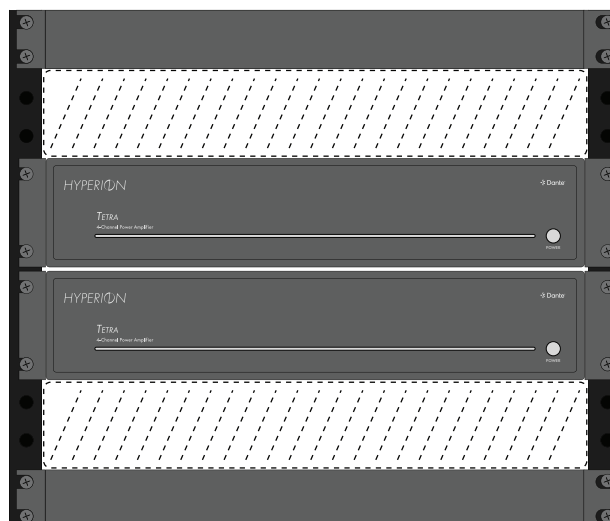 HYPERION
Dante
TETRA
4-Channel Power Amplifier
POWER
HYPERION
Dante
TETRA
4-Channel Power Amplifier
POWER